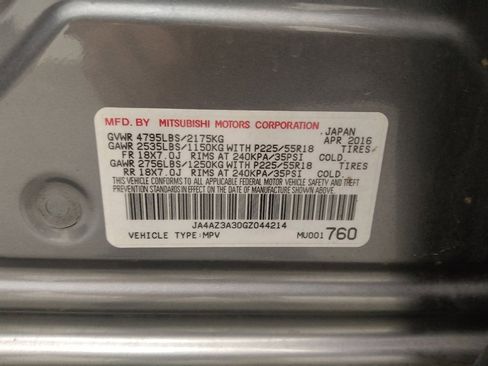 MFD. BY MITSUBISHI MOTORS CORPORATION
JAPAN
GVWR 4795LBS/2175KG APR 2016
GAWR 2535LBS/1150KG WITH P225/55R18 TIRES/
FR 18X7.0J RIMS AT 240KPA/35PSI COLD.
GAWR 2756LBS/1250KG WITH P225/55R18 TIRES/
RR 18X7.0J RIMS AT 240KPA/35PSI COLD.
THIS VEHICLE CONFORMS TO ALL APPLICABLE FEDERAL MOTOR VEHICLE SAFETY AND
THEFT PREVENTION STANDARDS IN EFFECT ON THE DATE OF MANUFACTURE SHOWN ABOVE.
JA4AZ3A30GZ044214
VEHICLE TYPE:MPV MU001 760